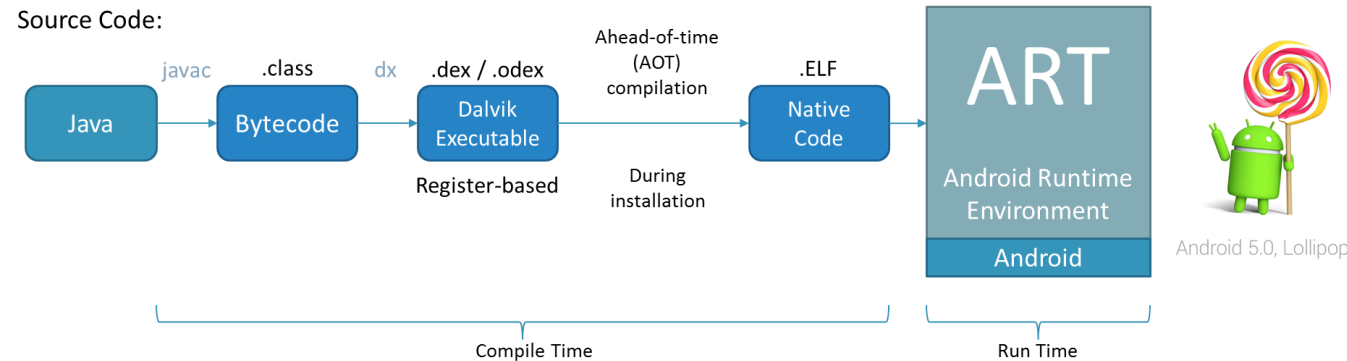 Source Code:
javac
.class
dx
.dex / .odex
Ahead-of-time
(AOT)
compilation
.ELF
Java
Bytecode
Dalvik
Executable
Native
Code
Register-based
During
installation
ART
Android Runtime
Environment
Android
Android 5.0, Lollipop
Compile Time
Run Time